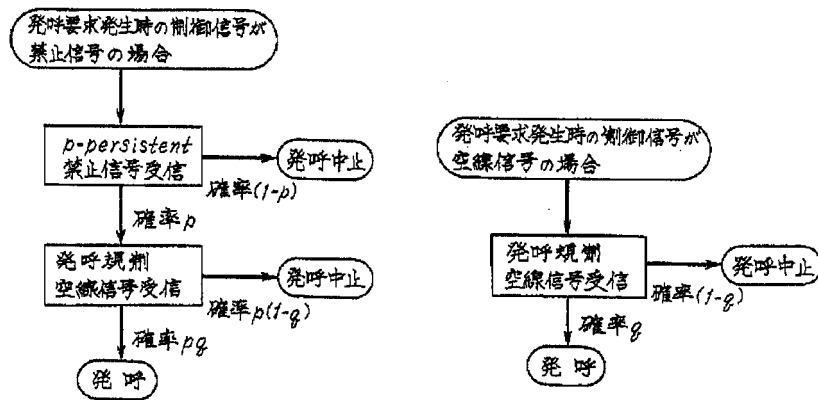 発呼要求発生時の制御信号が
禁止信号の場合
p-persistent
禁止信号受信
発呼中止
確率(1-p)
確率p
発呼規制
空線信号受信
発呼中止
確率p(1-q)
確率pq
発呼
発呼要求発生時の制御信号が
空線信号の場合
発呼規制
空線信号受信
発呼中止
確率(1-q)
確率q
発呼